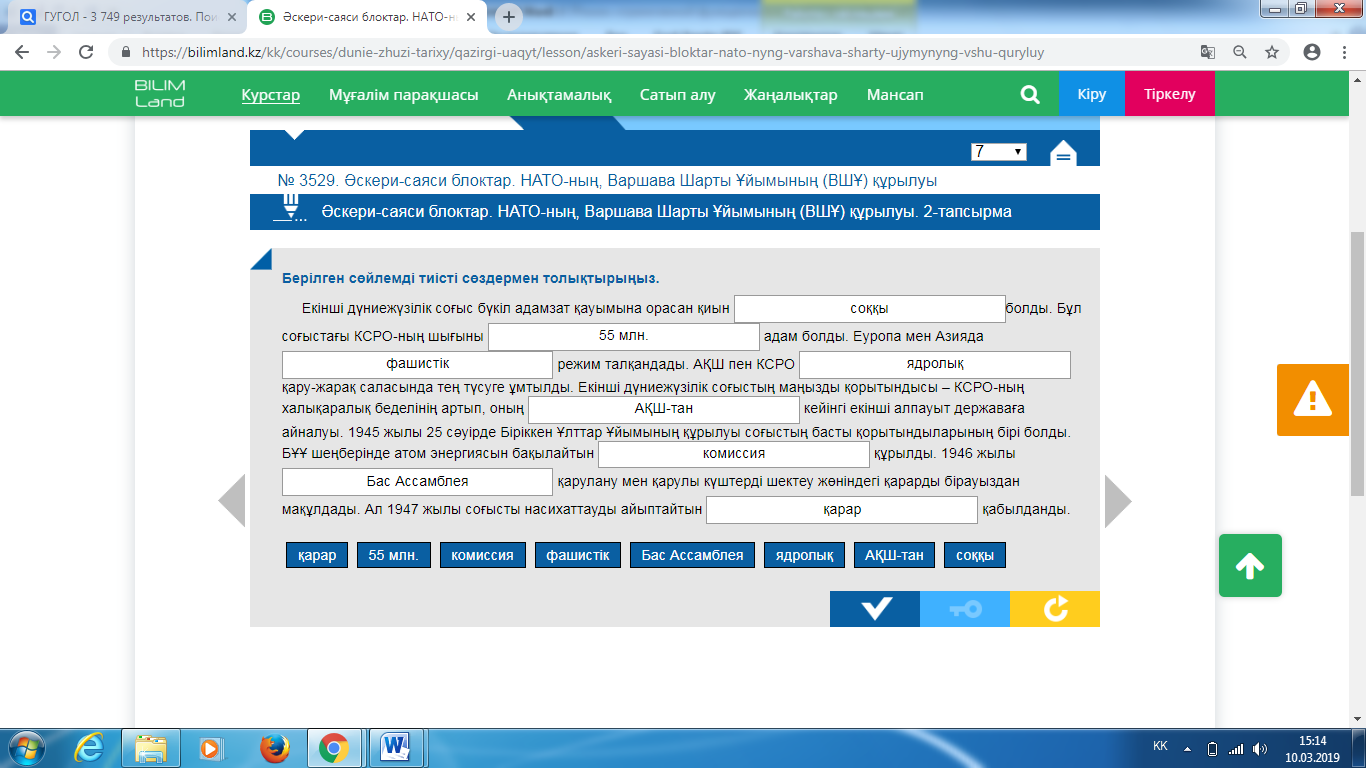 ГУГОЛ - 3 749 результатов. Пои
Әскери-саяси блоктар. НАТО-н
https://bilimland.kz/kk/courses/dunie-zhuzi-tarixy/qazirgi-uaqyt/lesson/askeri-sayasi-bloktar-nato-nyng-varshava-sharty-ujymynyng-vshu-quryluy
BILIM Land
Курстар Мұғалім парақшасы Анықтамалық Сатып алу Жаңалықтар Мансап Кіру Тіркелу
7
№ 3529. Әскери-саяси блоктар. НАТО-ның, Варшава Шарты Ұйымының (ВШҰ) құрылуы
Әскери-саяси блоктар. НАТО-ның, Варшава Шарты Ұйымының (ВШҰ) құрылуы. 2-тапсырма
Берілген сөйлемді тиісті сөздермен толықтырыңыз.
Екінші дүниежүзілік соғыс бүкіл адамзат қауымына орасан қиын соққы болды. Бұл
соғыстағы КСРО-ның шығыны 55 млн. адам болды. Еуропа мен Азияда
фашистік режим талқандады. АҚШ пен КСРО ядролық
қару-жарақ саласында тең түсуге ұмтылды. Екінші дүниежүзілік соғыстың маңызды қорытындысы – КСРО-ның
халықаралық беделінің артып, оның АҚШ-тан кейінгі екінші алпауыт державаға
айналуы. 1945 жылы 25 сәуірде Біріккен Ұлттар Ұйымының құрылуы соғыстың басты қорытындыларының бірі болды.
БҰҰ шеңберінде атом энергиясын бақылайтын комиссия құрылды. 1946 жылы
Бас Ассамблея қарулану мен қарулы күштерді шектеу жөніндегі қарарды бірауыздан
мақұлдады. Ал 1947 жылы соғысты насихаттауды айыптайтын қарар қабылданды.
қарар 55 млн. комиссия фашистік Бас Ассамблея ядролық АҚШ-тан соққы
KK
15:14
10.03.2019